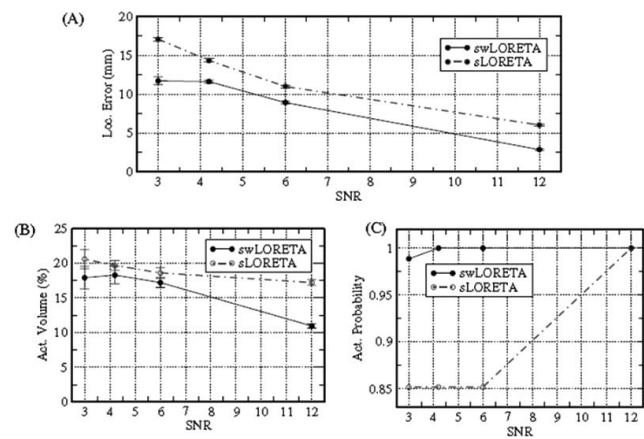 (A)
20
15
10
5
0
Loc. Error (mm)
swLORETA
sLORETA
3 4 5 6 7 8 9 10 11 12
SNR
(B)
25
20
15
10
5
0
Act. Volume (%)
swLORETA
sLORETA
3 4 5 6 7 8 9 10 11 12
SNR
(C)
1
0.95
0.9
0.85
Act. Probability
swLORETA
sLORETA
3 4 5 6 7 8 9 10 11 12
SNR